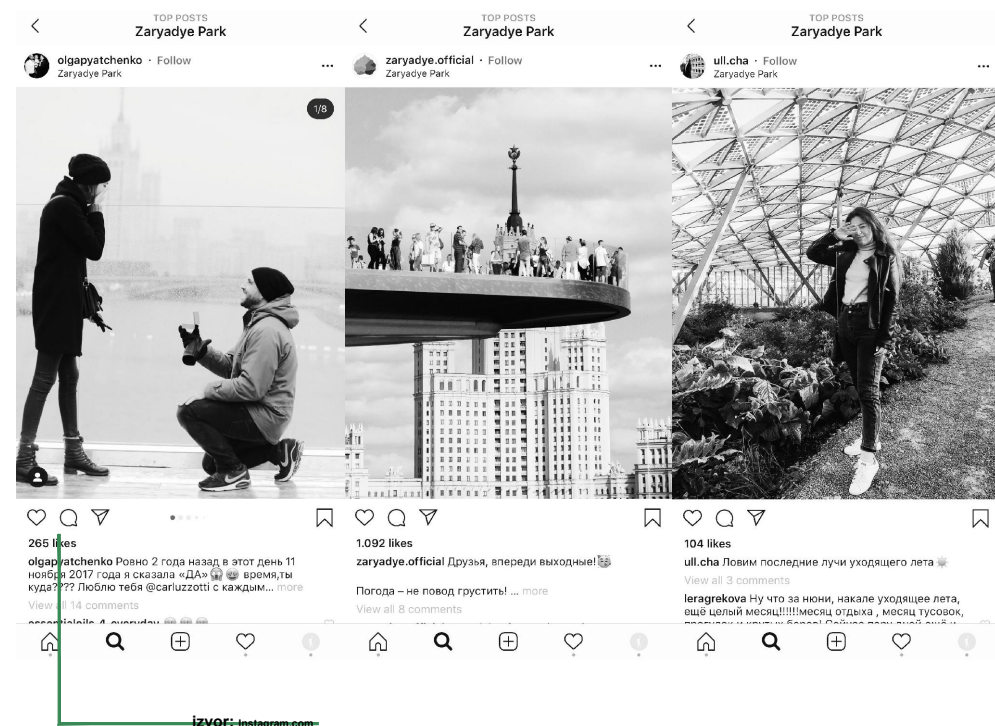 TOP POSTS
Zaryadye Park
olgapyatchenko · Follow
Zaryadye Park
1/8
265 likes
olgapyatchenko Ровно 2 года назад в этот день 11
ноября 2017 года я сказала «ДА» время,ты
куда???? Люблю тебя @carluzzotti с каждым... more
View all 14 comments
essentialoils_4_everyday
TOP POSTS
Zaryadye Park
zaryadye.official · Follow
Zaryadye Park
1.092 likes
zaryadye.official Друзья, впереди выходные!
Погода – не повод грустить! ... more
View all 8 comments
TOP POSTS
Zaryadye Park
ull.cha · Follow
Zaryadye Park
104 likes
ull.cha Ловим последние лучи уходящего лета
View all 3 comments
leragrekova Ну что за нюни, накале уходящее лета,
ещё целый месяц!!!!!!месяц отдыха , месяц тусовок,
izvor: Instagram.com